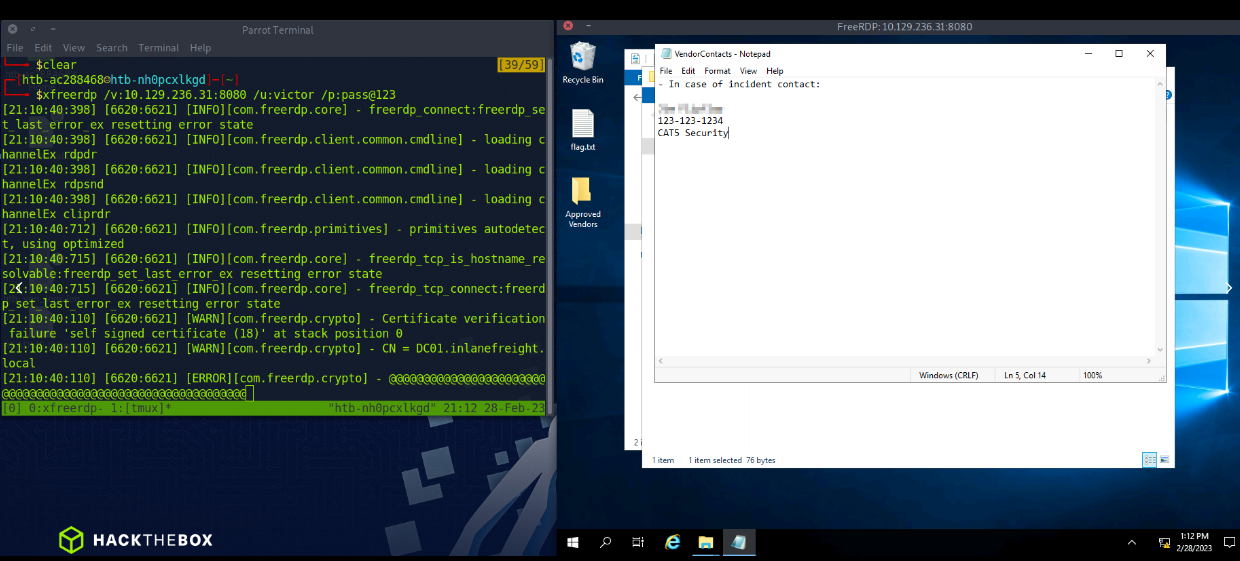 Parrot Terminal
File Edit View Search Terminal Help
$clear
[39/59]
[htb-ac288468@htb-nh0pcxlkgd]-[~]
$xfreerdp /v:10.129.236.31:8080 /u:victor /p:pass@123
[21:10:40:398] [6620:6621] [INFO][com.freerdp.core] - freerdp_connect:freerdp_se
t_last_error_ex resetting error state
[21:10:40:398] [6620:6621] [INFO][com.freerdp.client.common.cmdline] - loading c
hannelEx rdpdr
[21:10:40:398] [6620:6621] [INFO][com.freerdp.client.common.cmdline] - loading c
hannelEx rdpsnd
[21:10:40:398] [6620:6621] [INFO][com.freerdp.client.common.cmdline] - loading c
hannelEx cliprdr
[21:10:40:712] [6620:6621] [INFO][com.freerdp.primitives] - primitives autodetec
t, using optimized
[21:10:40:715] [6620:6621] [INFO][com.freerdp.core] - freerdp_tcp_is_hostname_re
solvable:freerdp_set_last_error_ex resetting error state
[21:10:40:715] [6620:6621] [INFO][com.freerdp.core] - freerdp_tcp_connect:freerd
p_set_last_error_ex resetting error state
[21:10:40:110] [6620:6621] [WARN][com.freerdp.crypto] - Certificate verification
failure 'self signed certificate (18)' at stack position 0
[21:10:40:110] [6620:6621] [WARN][com.freerdp.crypto] - CN = DC01.inlanefreight.
local
[21:10:40:110] [6620:6621] [ERROR][com.freerdp.crypto] - @@@@@@@@@@@@@@@@@@@@@@@
@@@@@@@@@@@@@@@@@@@@@@@@@@@@@@@@@@@@
[0] 0:xfreerdp- 1:[tmux]* "htb-nh0pcxlkgd" 21:12 28-Feb-23
HACKTHEBOX
FreeRDP: 10.129.236.31:8080
Recycle Bin
flag.txt
Approved
Vendors
VendorContacts - Notepad
File Edit Format View Help
- In case of incident contact:
123-123-1234
CAT5 Security
Windows (CRLF) Ln 5, Col 14 100%
1 item 1 item selected 76 bytes
1:12 PM
2/28/2023